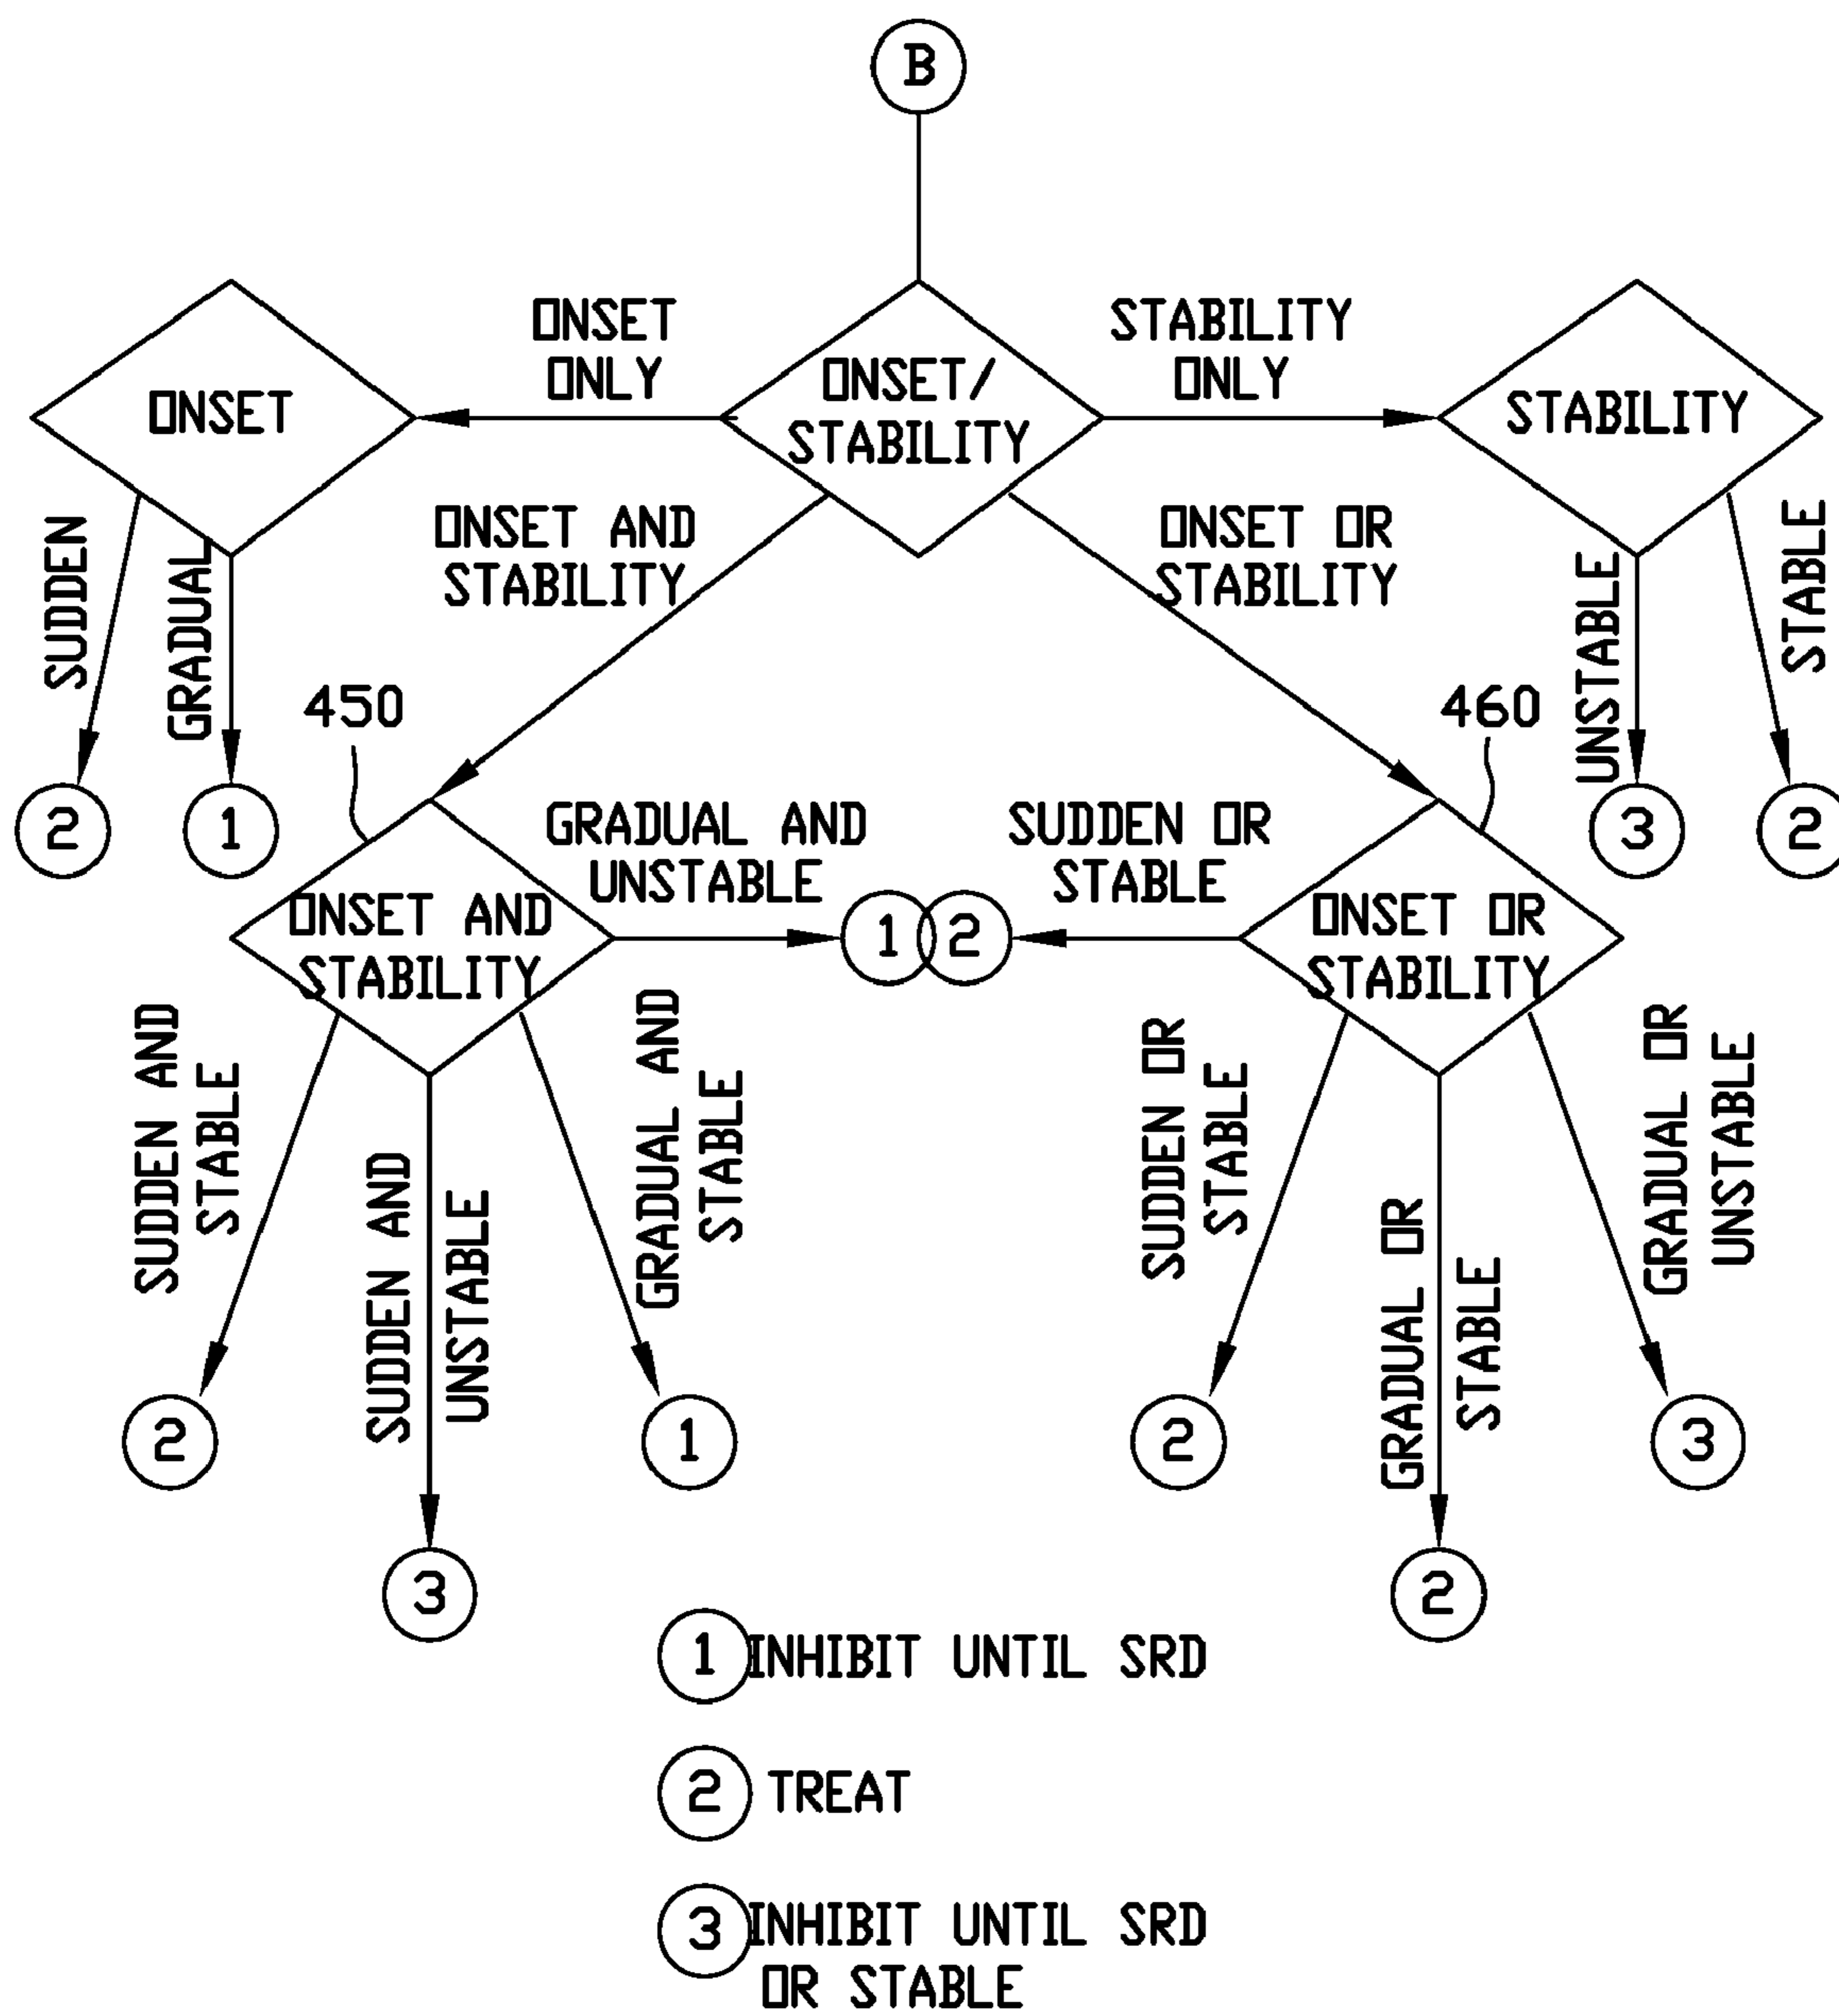 B
ONSET
ONLY
STABILITY
ONLY
ONSET
ONSET/
STABILITY
STABILITY
ONSET AND
STABILITY
ONSET OR
STABILITY
SUDDEN
GRADUAL
UNSTABLE
STABLE
450
460
2
1
3
2
GRADUAL AND
UNSTABLE
SUDDEN OR
STABLE
ONSET AND
STABILITY
1
2
ONSET OR
STABILITY
SUDDEN AND
STABLE
SUDDEN AND
UNSTABLE
GRADUAL AND
STABLE
SUDDEN OR
STABLE
GRADUAL OR
STABLE
GRADUAL OR
UNSTABLE
2
1
2
3
3
2
1 INHIBIT UNTIL SRD
2 TREAT
3 INHIBIT UNTIL SRD
OR STABLE